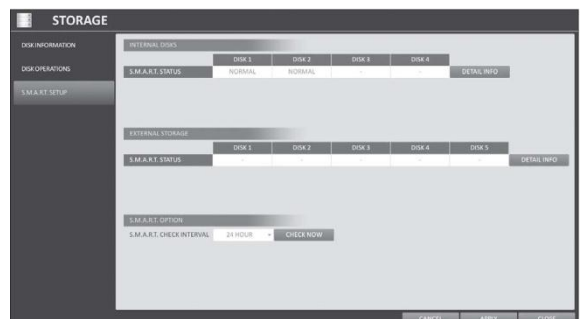 STORAGE
DISK INFORMATION
DISK OPERATIONS
S.M.A.R.T. SETUP
INTERNAL DISKS
DISK 1 DISK 2 DISK 3 DISK 4
S.M.A.R.T. STATUS NORMAL NORMAL - - DETAIL INFO
EXTERNAL STORAGE
DISK 1 DISK 2 DISK 3 DISK 4 DISK 5
S.M.A.R.T. STATUS - - - - - DETAIL INFO
S.M.A.R.T. OPTION
S.M.A.R.T. CHECK INTERVAL 24 HOUR CHECK NOW
CANCEL APPLY CLOSE